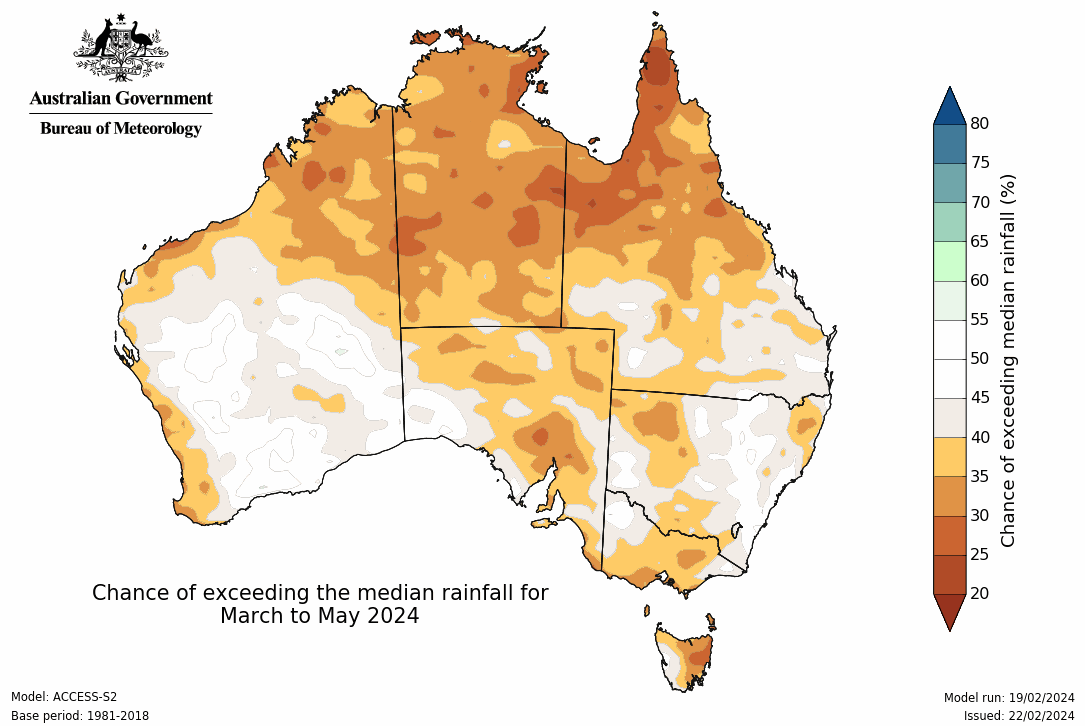 Australian Government
Bureau of Meteorology
80
75
70
65
60
55
50
45
40
35
30
25
20
Chance of exceeding median rainfall (%)
Chance of exceeding the median rainfall for
March to May 2024
Model: ACCESS-S2
Base period: 1981-2018
Model run: 19/02/2024
Issued: 22/02/2024